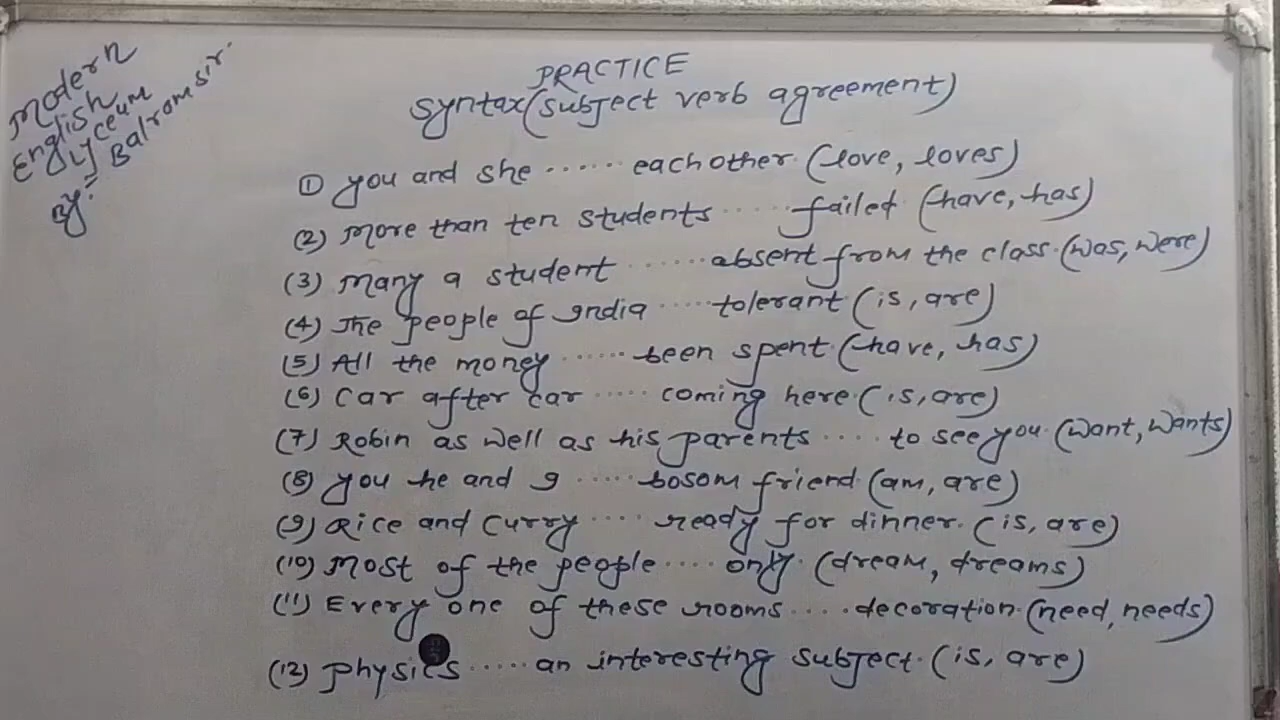 Modern
English
Lyceum
By:- Balrom sir.
PRACTICE
Syntax(subject verb agreement)
① you and she ...... each other. (love, loves)
(2) More than ten students ..... failed (have, has)
(3) Many a student ...... absent from the class. (was, were)
(4) The people of India ..... tolerant (is, are)
(5) All the money ...... been spent. (have, has)
(6) Car after car ..... coming here. (is, are)
(7) Robin as well as his parents .... to see you. (want, wants)
(8) you he and I ..... bosom friend. (am, are)
(9) Rice and curry .... ready for dinner. (is, are)
(10) Most of the people .... only. (dream, dreams)
(11) Every one of these rooms .... decoration. (need, needs)
(12) physics ..... an interesting subject. (is, are)